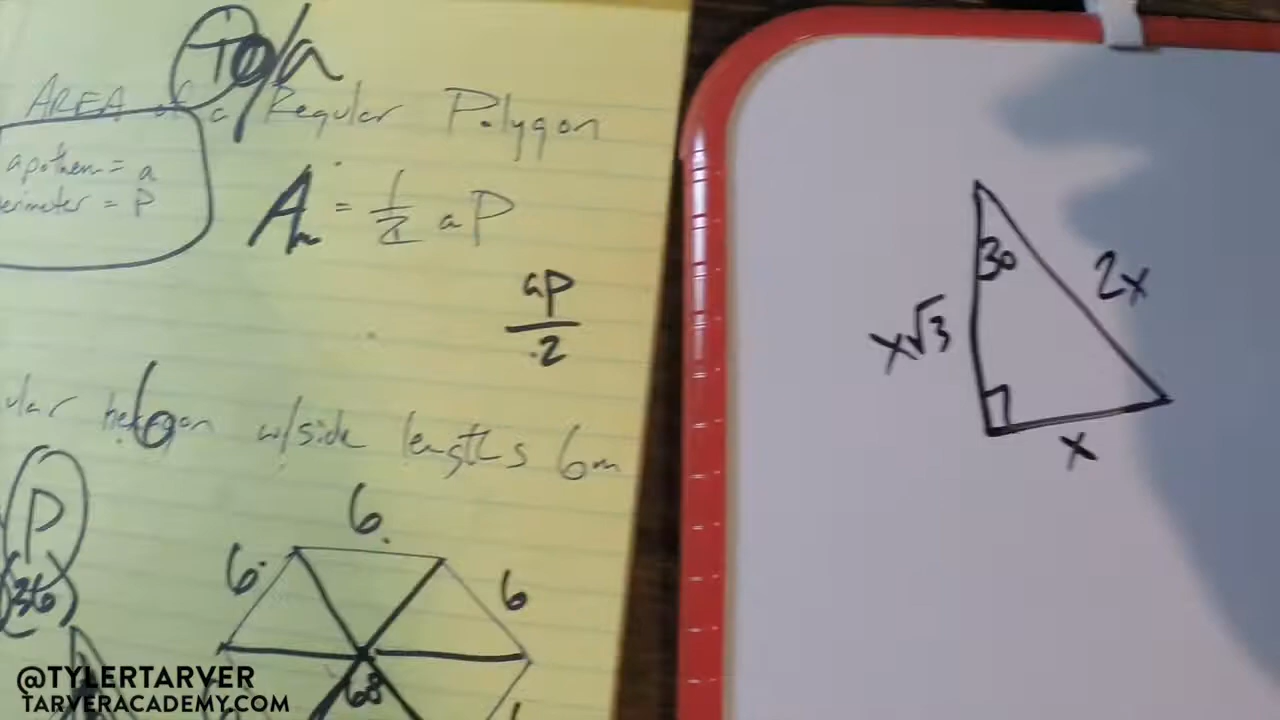 AREA of a Regular Polygon
apothem = a
perimeter = P
A = 1/2 aP
aP
2
hexagon w/side lengths 6m
P
36
6
6
6
60
30
2x
x√3
x
@TYLERTARVER
TARVERACADEMY.COM